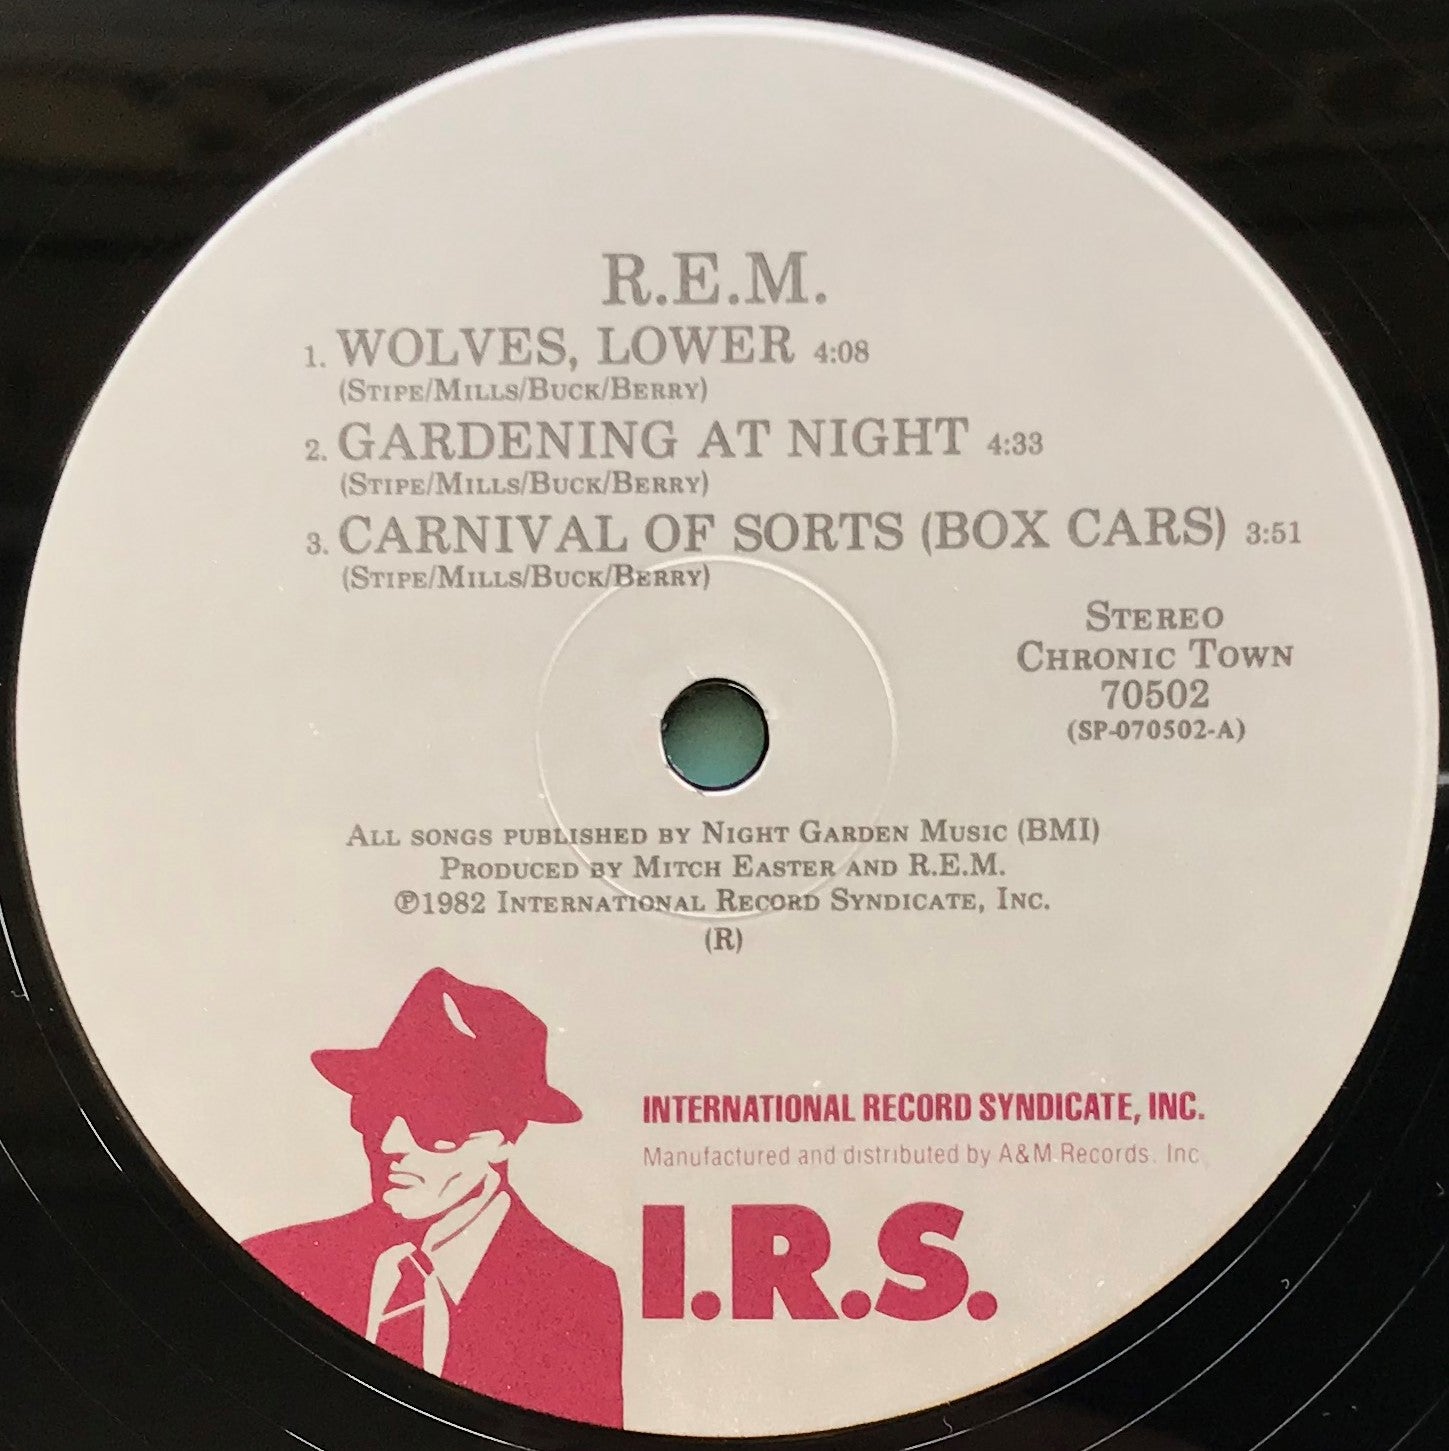 R.E.M.
1. WOLVES, LOWER 4:08
(STIPE/MILLS/BUCK/BERRY)
2. GARDENING AT NIGHT 4:33
(STIPE/MILLS/BUCK/BERRY)
3. CARNIVAL OF SORTS (BOX CARS) 3:51
(STIPE/MILLS/BUCK/BERRY)
STEREO
CHRONIC TOWN
70502
(SP-070502-A)
ALL SONGS PUBLISHED BY NIGHT GARDEN MUSIC (BMI)
PRODUCED BY MITCH EASTER AND R.E.M.
℗1982 INTERNATIONAL RECORD SYNDICATE, INC.
(R)
INTERNATIONAL RECORD SYNDICATE, INC.
Manufactured and distributed by A&M Records, Inc.
I.R.S.